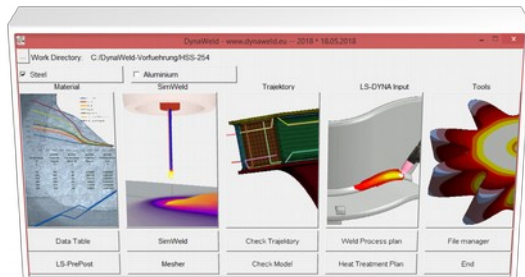 DynaWeld - www.dynaweld.eu -- 2018 * 18.05.2018
... Work Directory: C:/DynaWeld-Vorfuehrung/HSS-254
Steel Aluminium
Material SimWeld Trajektory LS-DYNA Input Tools
Data Table SimWeld Check Trajektory Weld Process plan File manager
LS-PrePost Mesher Check Model Heat Treatment Plan End